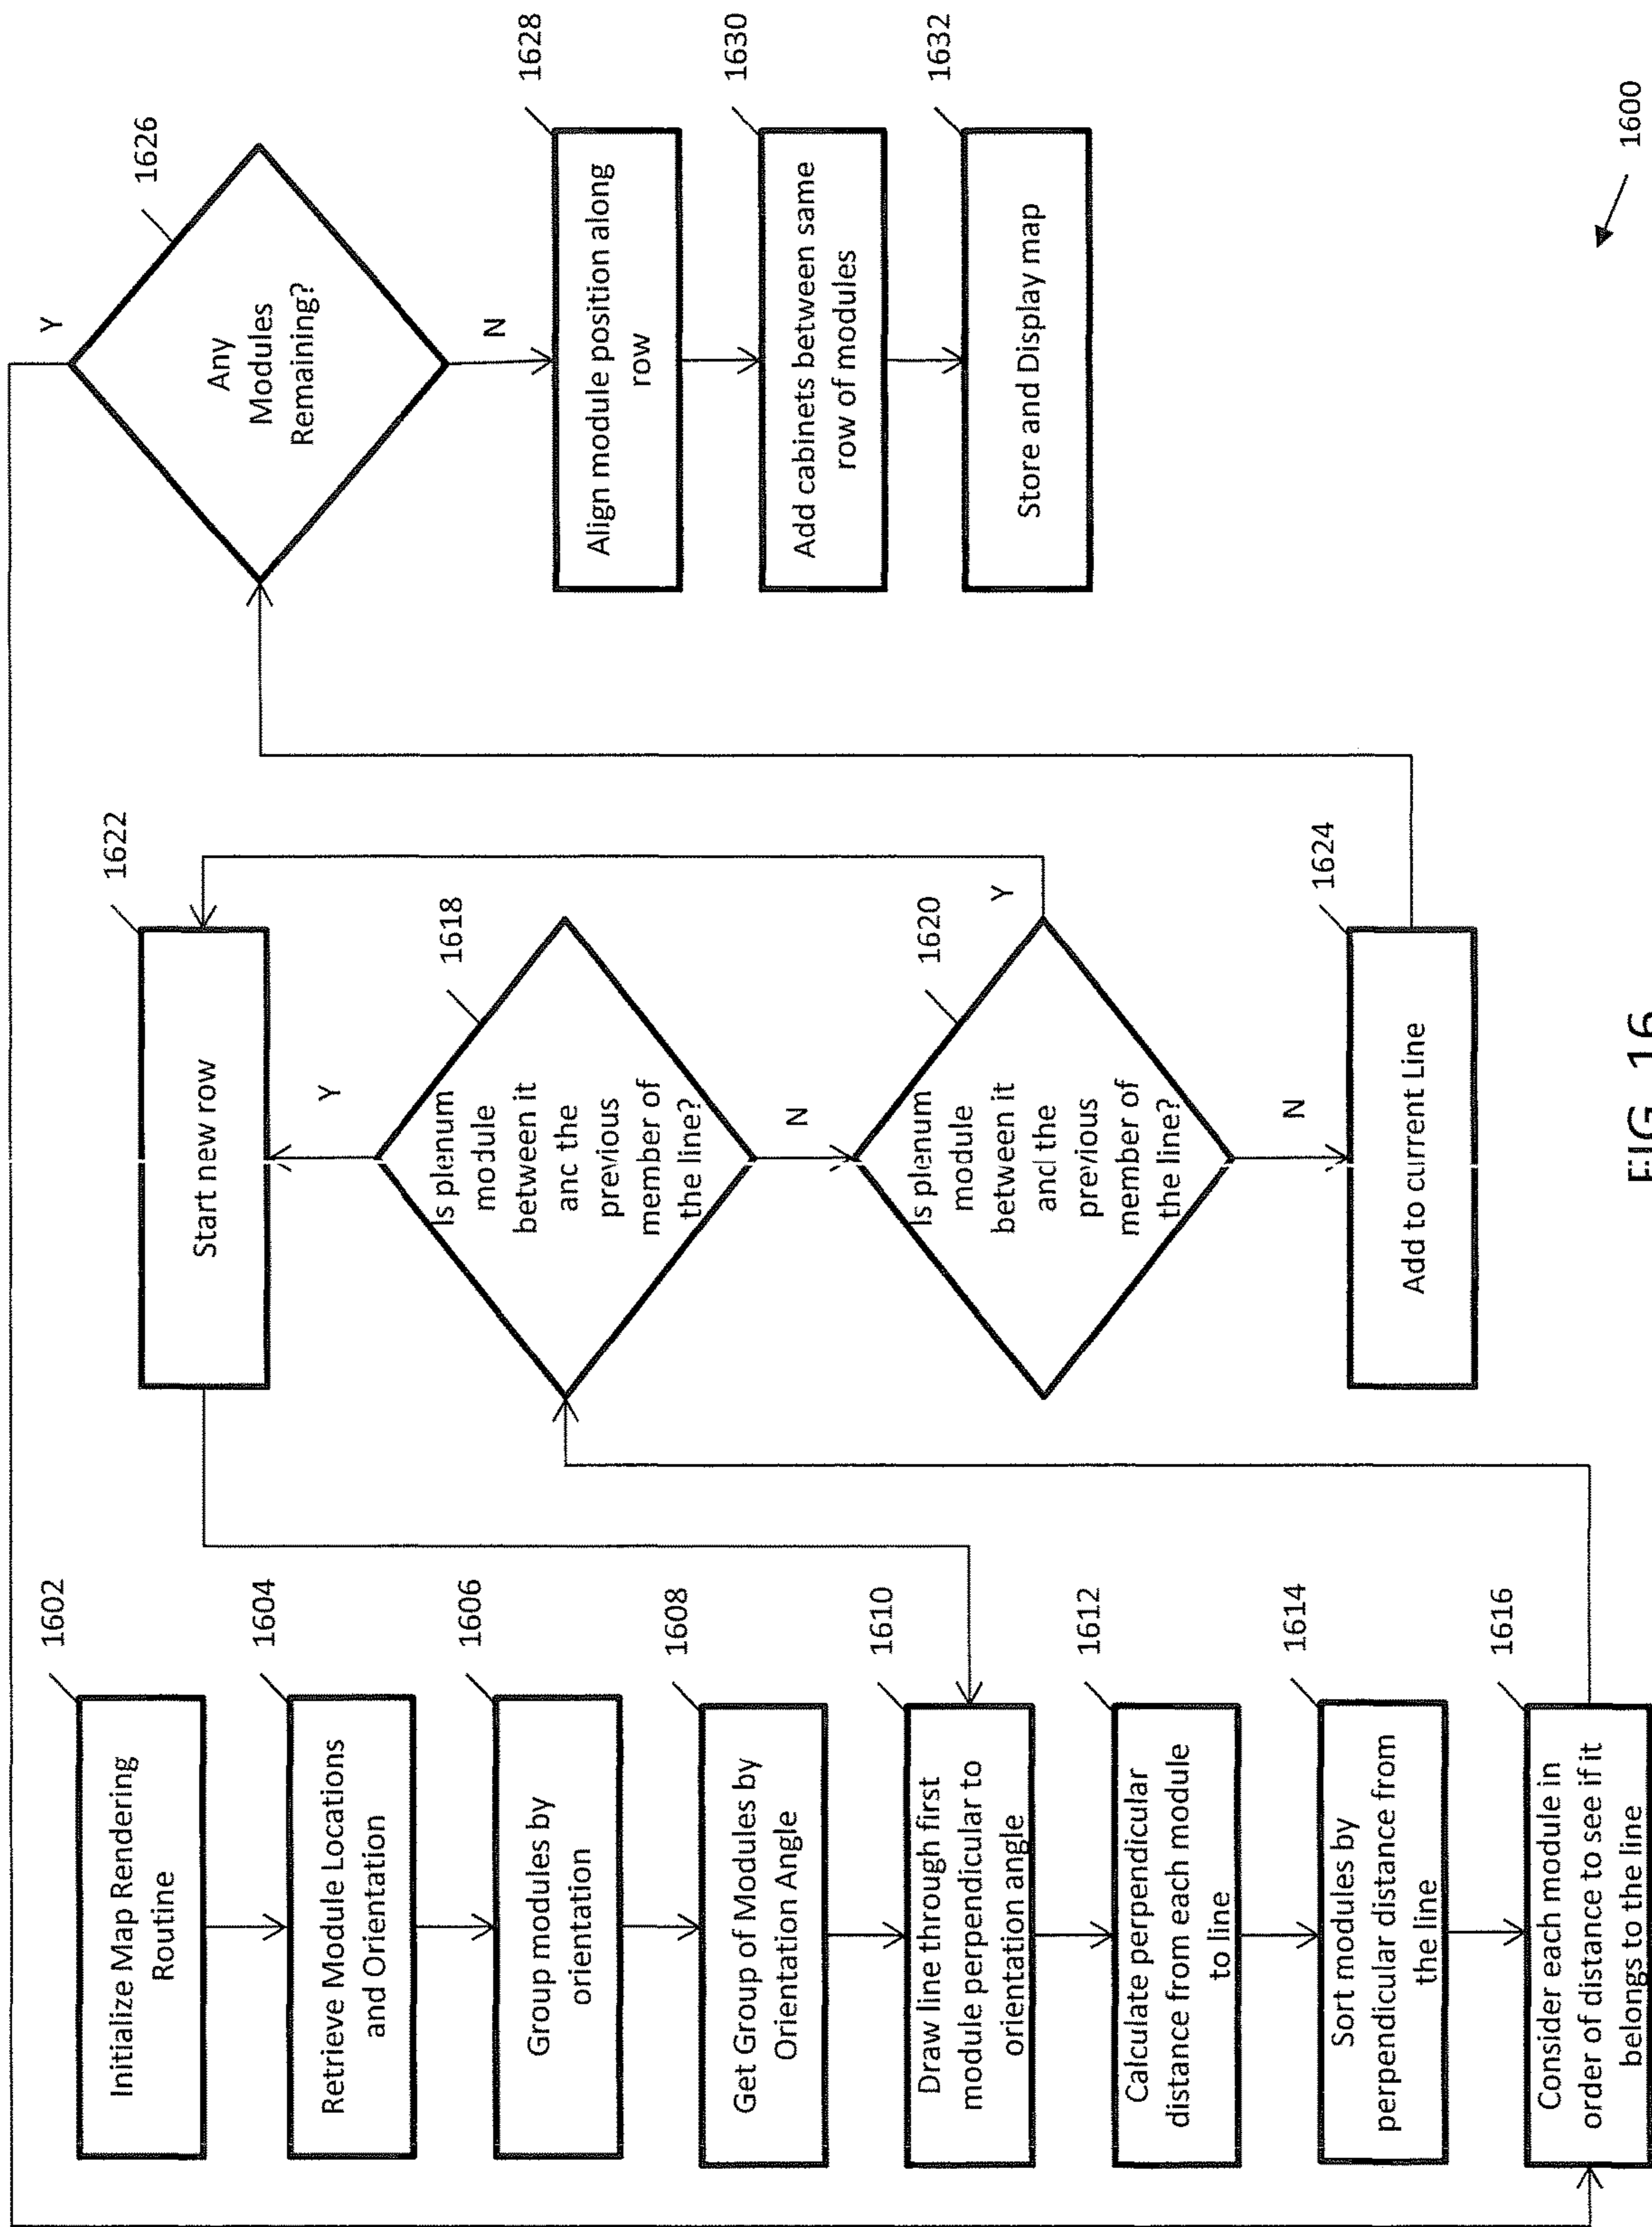 1602
Initialize Map Rendering
Routine
1604
Retrieve Module Locations
and Orientation
1606
Group modules by
orientation
1608
Get Group of Modules by
Orientation Angle
1610
Draw line through first
module perpendicular to
orientation angle
1612
Calculate perpendicular
distance from each module
to line
1614
Sort modules by
perpendicular distance from
the line
1616
Consider each module in
order of distance to see if it
belongs to the line
1622
Start new row
Y
1618
Is plenum
module
between it
and the
previous
member of
the line?
N
1620
Y
Is plenum
module
between it
and the
previous
member of
the line?
N
1624
Add to current Line
Y
1626
Any
Modules
Remaining?
N
1628
Align module position along
row
1630
Add cabinets between same
row of modules
1632
Store and Display map
1600
FIG. 16